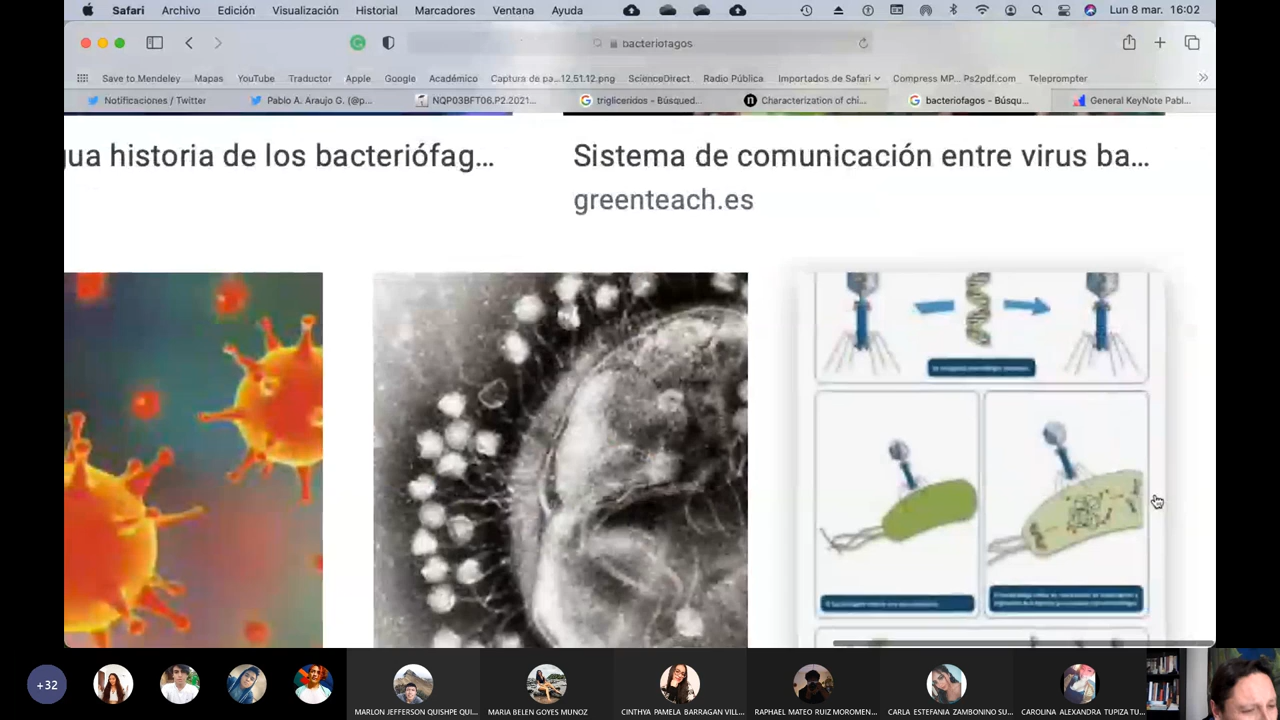 Safari Archivo Edición Visualización Historial Marcadores Ventana Ayuda Lun 8 mar. 16:02
bacteriofagos
Save to Mendeley Mapas YouTube Traductor Apple Google Académico Captura de pa...12.51.12.png ScienceDirect Radio Pública Importados de Safari Compress MP... Ps2pdf.com Teleprompter
Notificaciones / Twitter Pablo A. Araujo G. (@p... NQP03BFT06.P2.2021... trigliceridos - Búsqued... Characterization of chi... bacteriofagos - Búsqu... General KeyNote Pabl...
gua historia de los bacteriófag... Sistema de comunicación entre virus ba...
greenteach.es
+32
MARLON JEFFERSON QUISHPE QUI... MARIA BELEN GOYES MUNOZ CINTHYA PAMELA BARRAGAN VILL... RAPHAEL MATEO RUIZ MOROMEN... CARLA ESTEFANIA ZAMBONINO SU... CAROLINA ALEXANDRA TUPIZA TU...